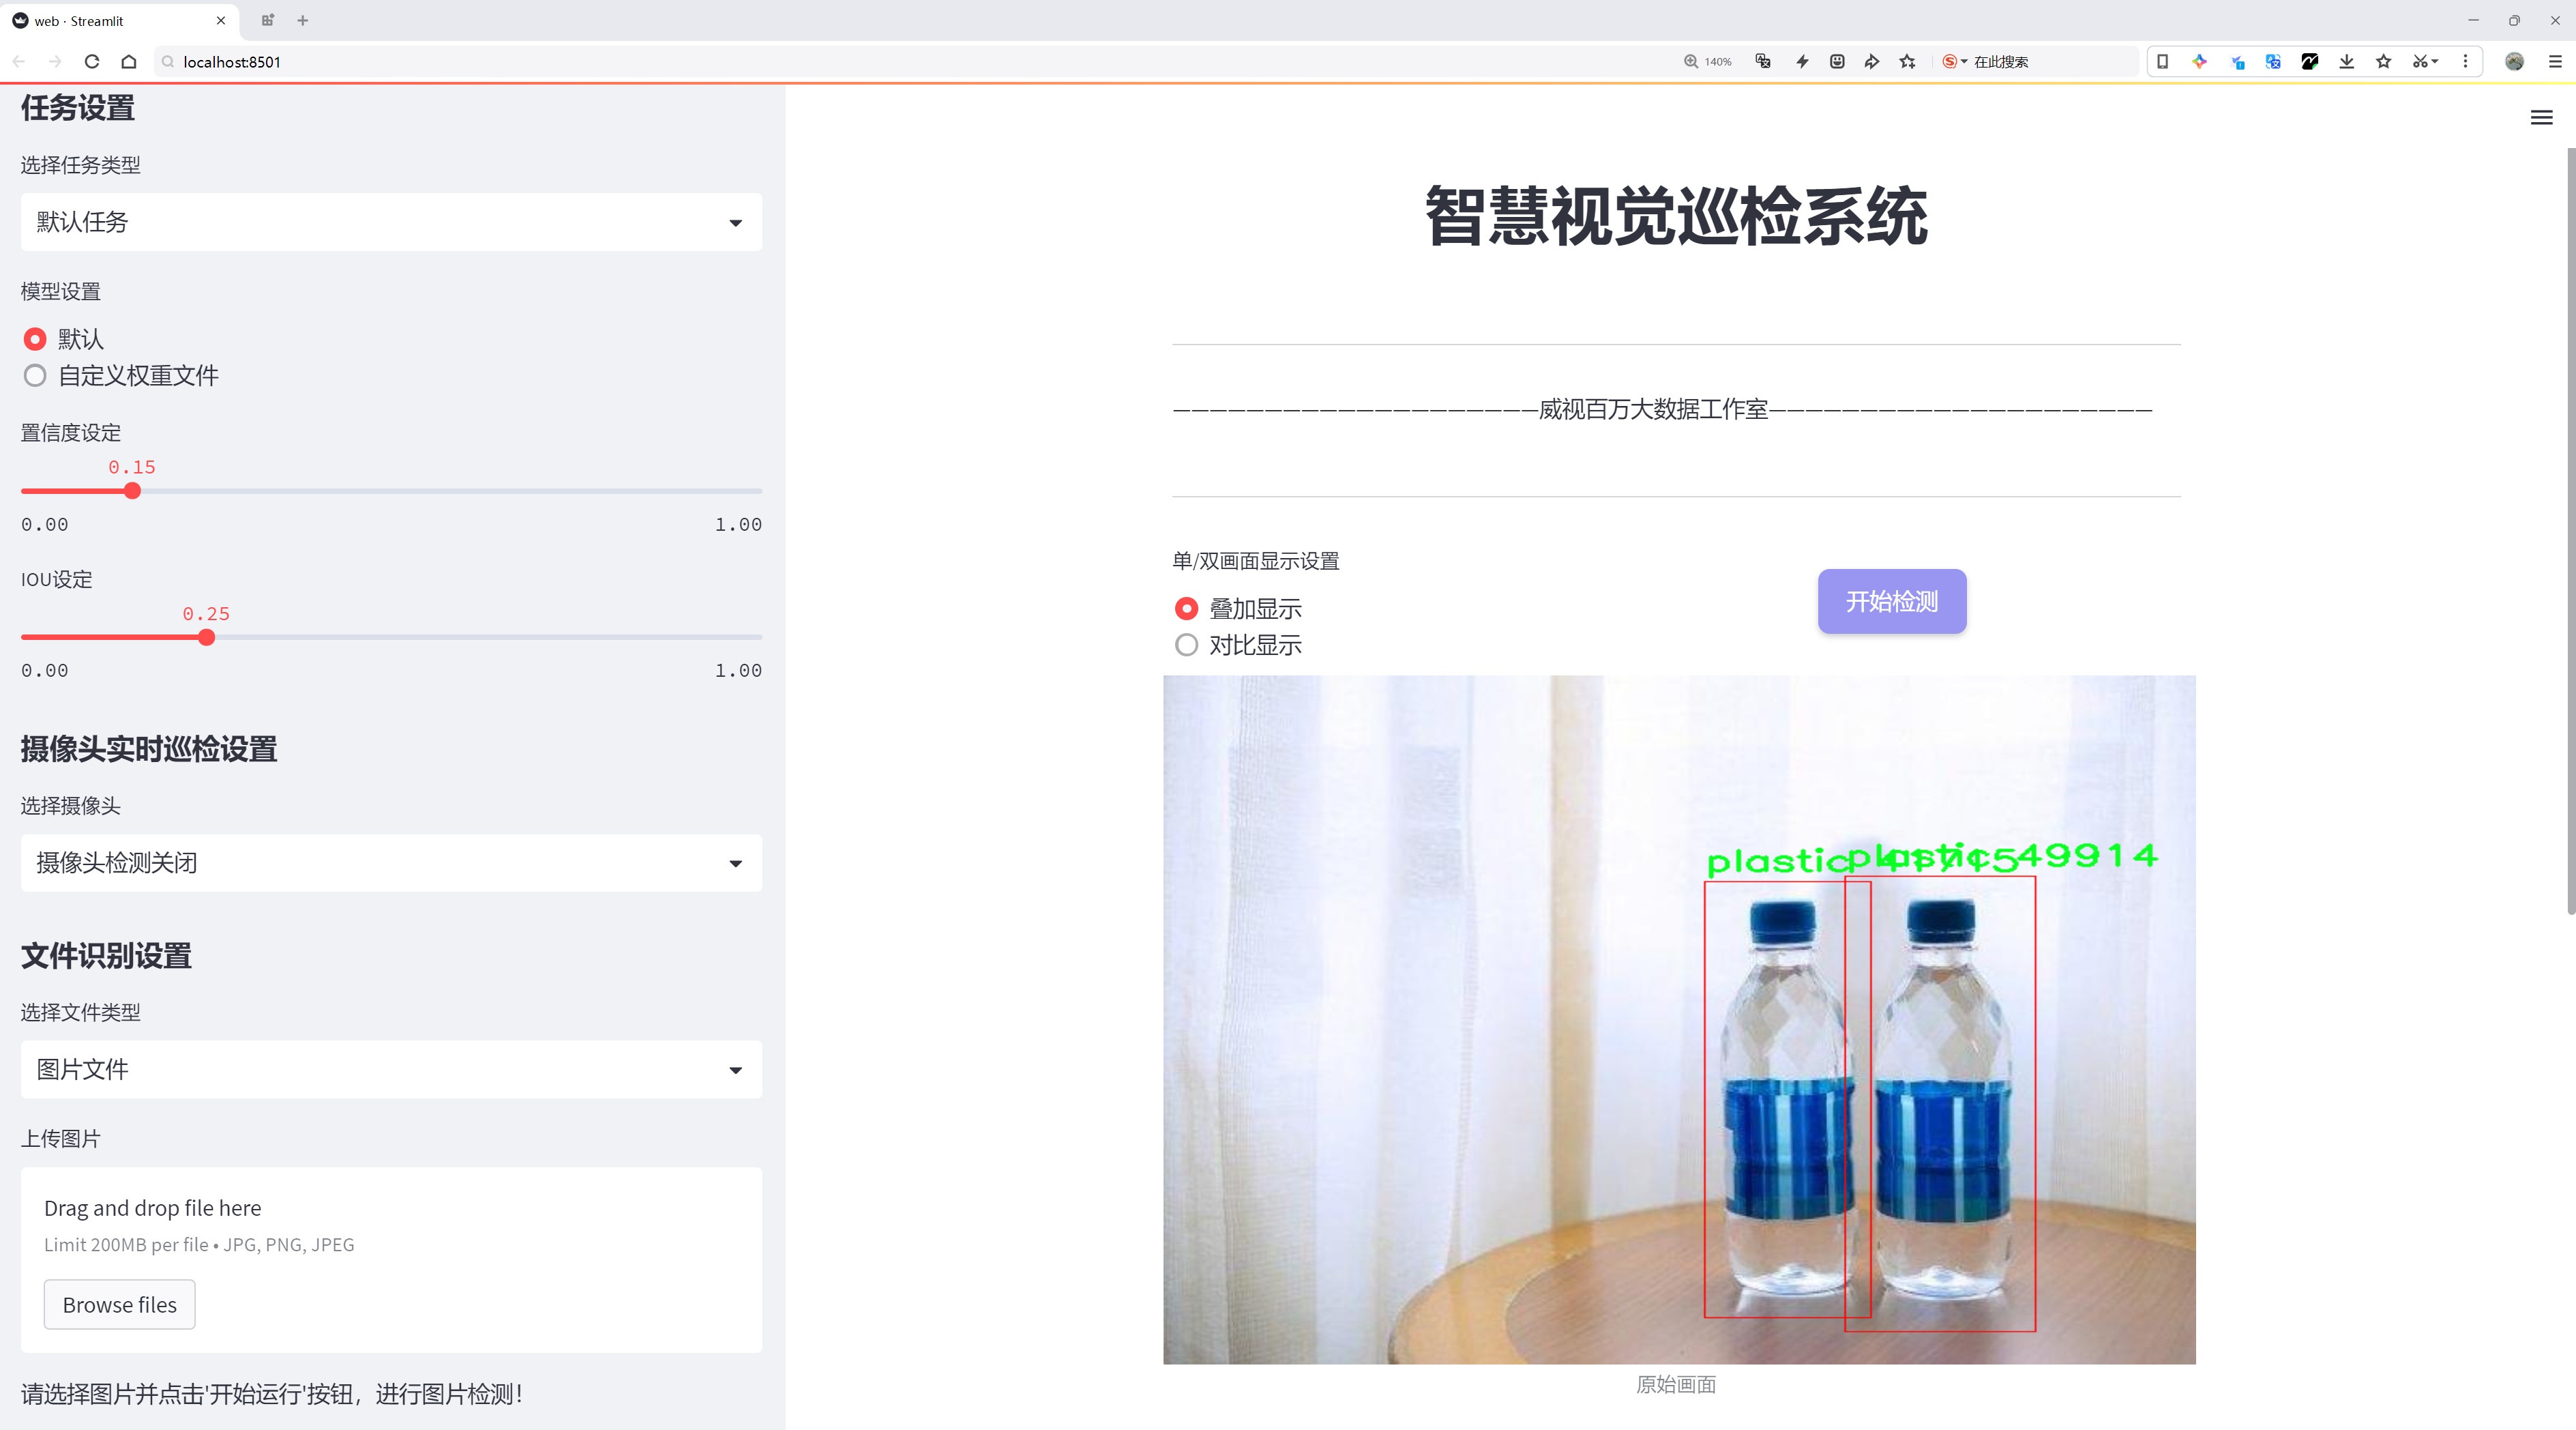 web · Streamlit
localhost:8501
140%
在此搜索
任务设置
选择任务类型
默认任务
模型设置
默认
自定义权重文件
置信度设定
0.15
0.00
1.00
IOU设定
0.25
0.00
1.00
摄像头实时巡检设置
选择摄像头
摄像头检测关闭
文件识别设置
选择文件类型
图片文件
上传图片
Drag and drop file here
Limit 200MB per file • JPG, PNG, JPEG
Browse files
请选择图片并点击'开始运行'按钮，进行图片检测！
智慧视觉巡检系统
————————————————————威视百万大数据工作室—————————————————————
单/双画面显示设置
叠加显示
对比显示
开始检测
plastic
plastic
原始画面